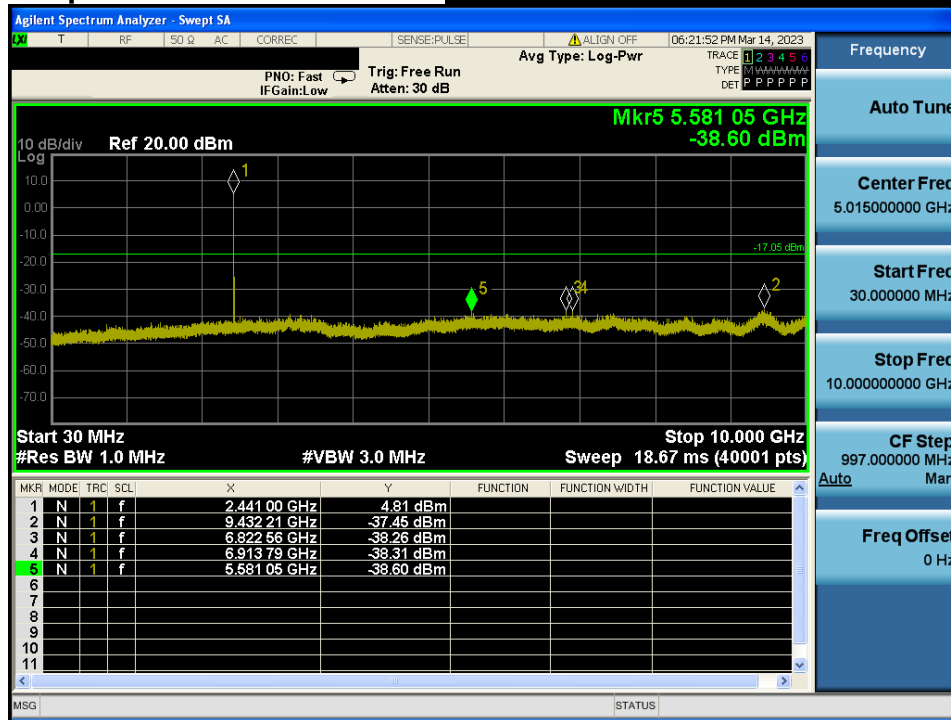 Agilent Spectrum Analyzer - Swept SA
LXI T RF 50 Ω AC CORREC SENSE:PULSE ALIGN OFF 06:21:52 PM Mar 14, 2023
Avg Type: Log-Pwr TRACE 1 2 3 4 5 6
PNO: Fast Trig: Free Run TYPE M
IFGain:Low Atten: 30 dB DET P P P P P P
Mkr5 5.581 05 GHz
10 dB/div Ref 20.00 dBm -38.60 dBm
Log
10.0
0.00
-10.0
-20.0
-30.0
-40.0
-50.0
-60.0
-70.0
1
-17.05 dBm
5
3
4
2
Start 30 MHz Stop 10.000 GHz
#Res BW 1.0 MHz #VBW 3.0 MHz Sweep 18.67 ms (40001 pts)
MKR MODE TRC SCL X Y FUNCTION FUNCTION WIDTH FUNCTION VALUE
1 N 1 f 2.441 00 GHz 4.81 dBm
2 N 1 f 9.432 21 GHz -37.45 dBm
3 N 1 f 6.822 56 GHz -38.26 dBm
4 N 1 f 6.913 79 GHz -38.31 dBm
5 N 1 f 5.581 05 GHz -38.60 dBm
6
7
8
9
10
11
MSG STATUS
Frequency
Auto Tune
Center Freq
5.015000000 GHz
Start Freq
30.000000 MHz
Stop Freq
10.000000000 GHz
CF Step
997.000000 MHz
Auto Man
Freq Offset
0 Hz